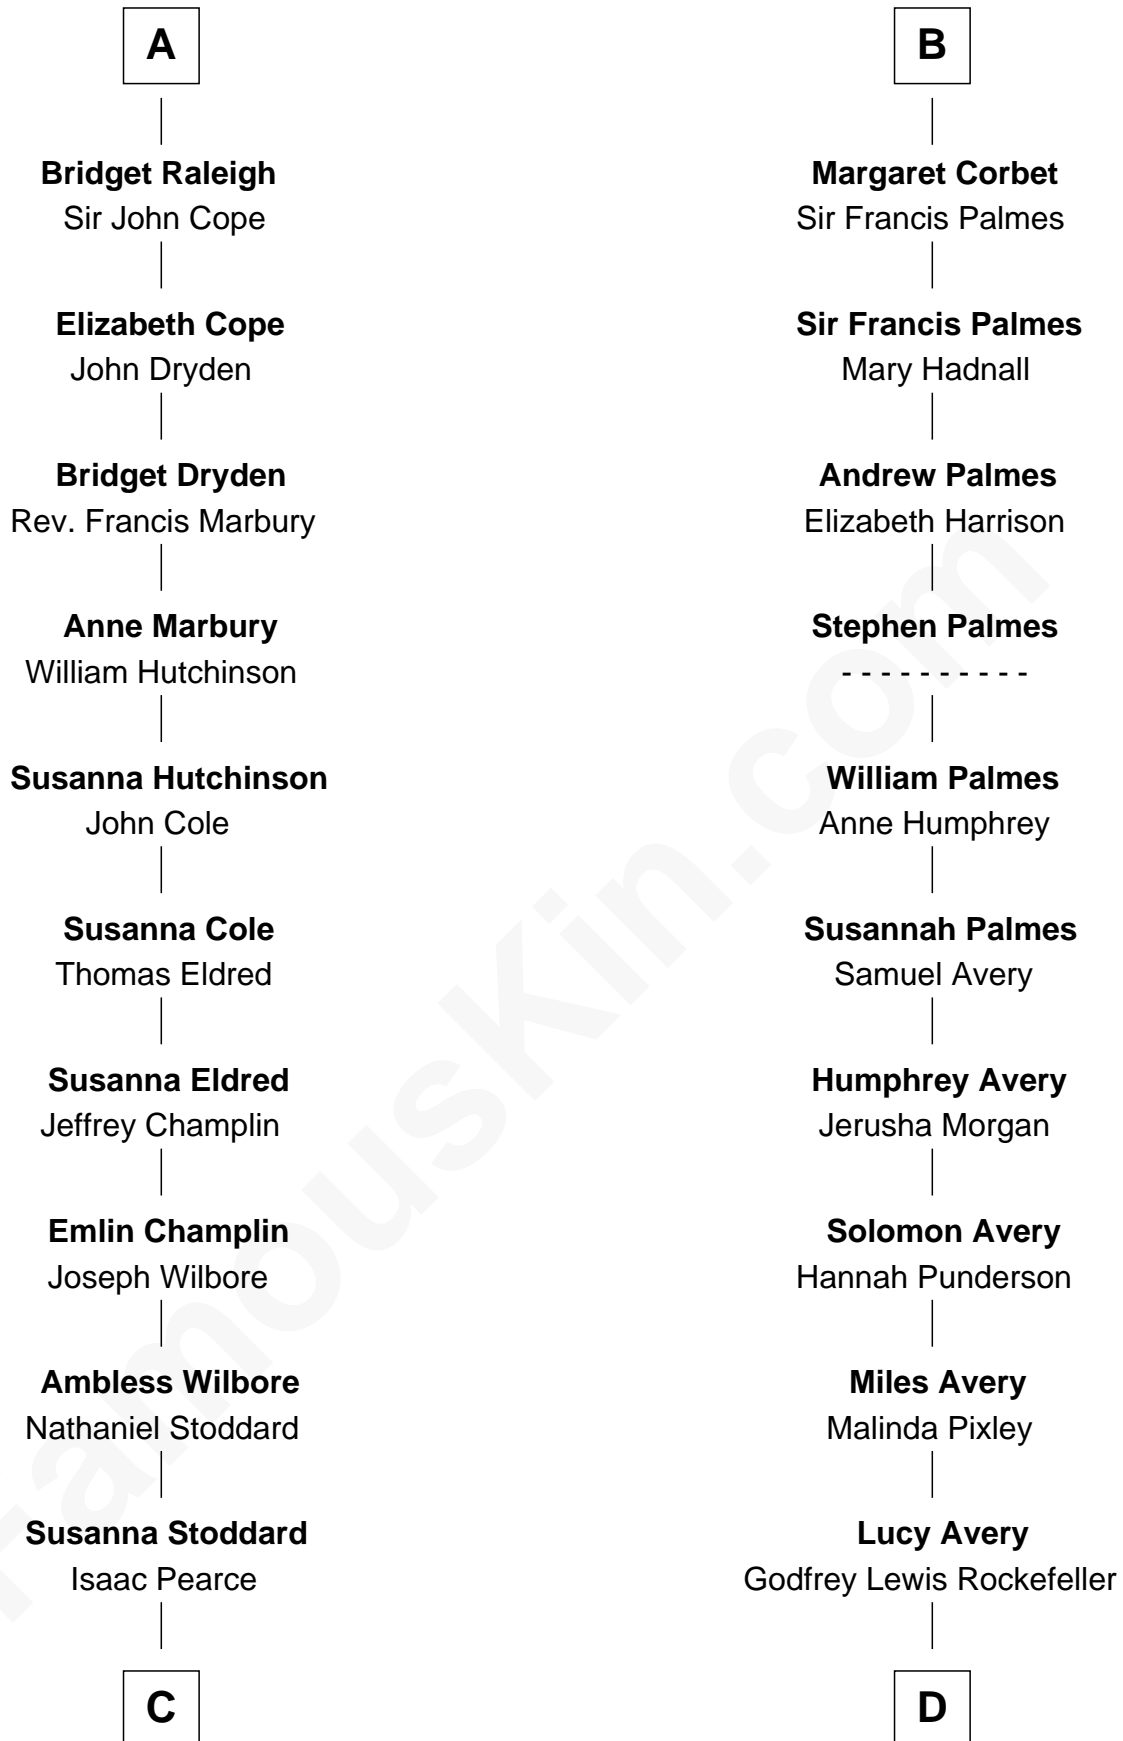 A
Bridget Raleigh
Sir John Cope
Elizabeth Cope
John Dryden
Bridget Dryden
Rev. Francis Marbury
Anne Marbury
William Hutchinson
Susanna Hutchinson
John Cole
Susanna Cole
Thomas Eldred
Susanna Eldred
Jeffrey Champlin
Emlin Champlin
Joseph Wilbore
Ambless Wilbore
Nathaniel Stoddard
Susanna Stoddard
Isaac Pearce
C
B
Margaret Corbet
Sir Francis Palmes
Sir Francis Palmes
Mary Hadnall
Andrew Palmes
Elizabeth Harrison
Stephen Palmes
- - - - - - - - - -
William Palmes
Anne Humphrey
Susannah Palmes
Samuel Avery
Humphrey Avery
Jerusha Morgan
Solomon Avery
Hannah Punderson
Miles Avery
Malinda Pixley
Lucy Avery
Godfrey Lewis Rockefeller
D
FamousKin.com